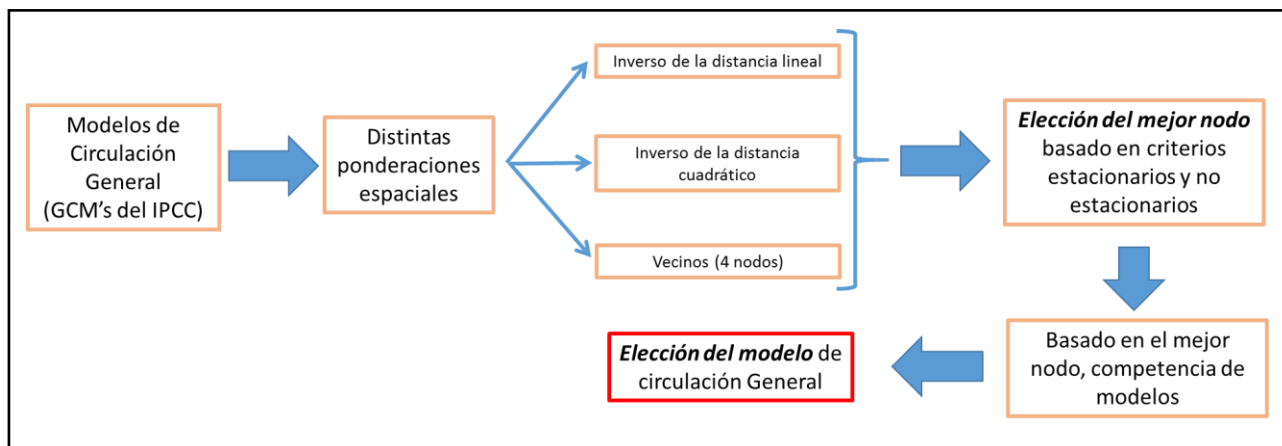 Modelos de
Circulación
General
(GCM's del IPCC)
Distintas
ponderaciones
espaciales
Inverso de la distancia lineal
Inverso de la distancia
cuadrático
Vecinos (4 nodos)
Elección del mejor nodo
basado en criterios
estacionarios y no
estacionarios
Basado en el mejor
nodo, competencia de
modelos
Elección del modelo de
circulación General